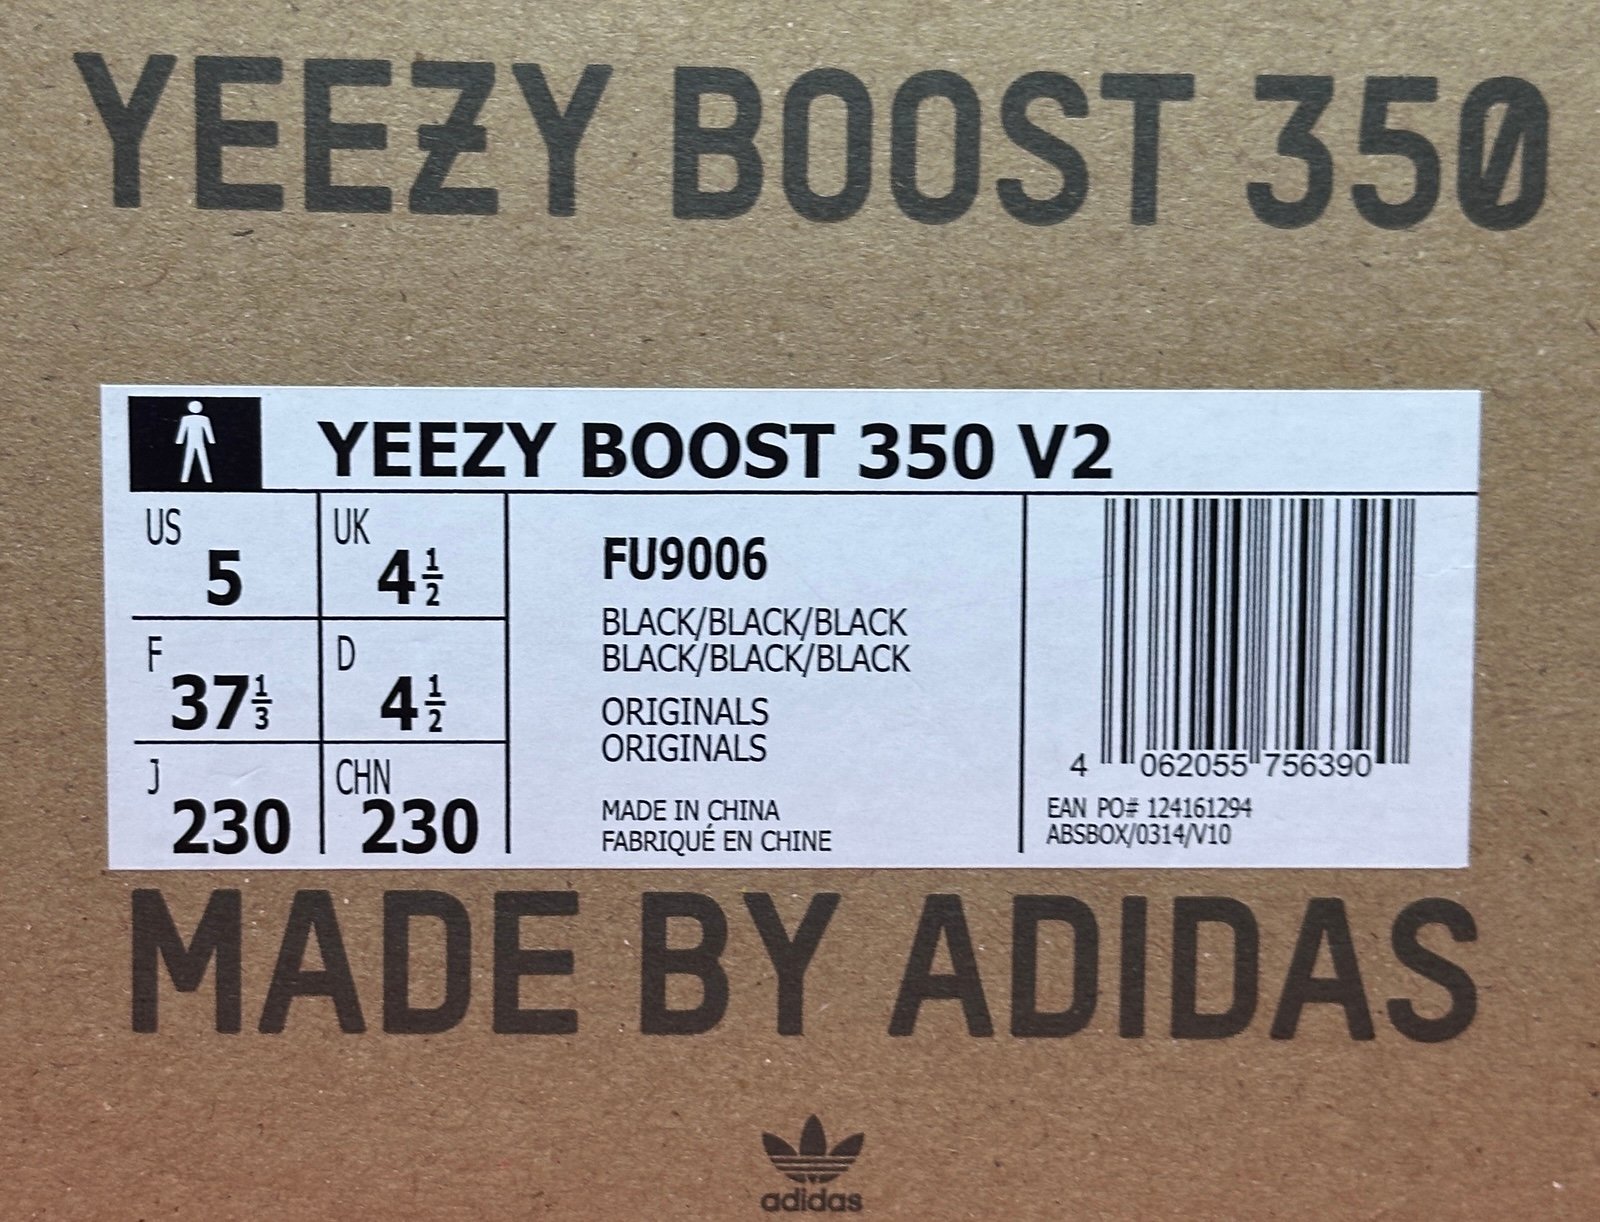 YEEZY BOOST 350
YEEZY BOOST 350 V2
US 5
UK 4 1/2
F 37 1/3
D 4 1/2
J 230
CHN 230
FU9006
BLACK/BLACK/BLACK
BLACK/BLACK/BLACK
ORIGINALS
ORIGINALS
MADE IN CHINA
FABRIQUÉ EN CHINE
4 062055 756390
EAN PO# 124161294
ABSBOX/0314/V10
MADE BY ADIDAS
adidas